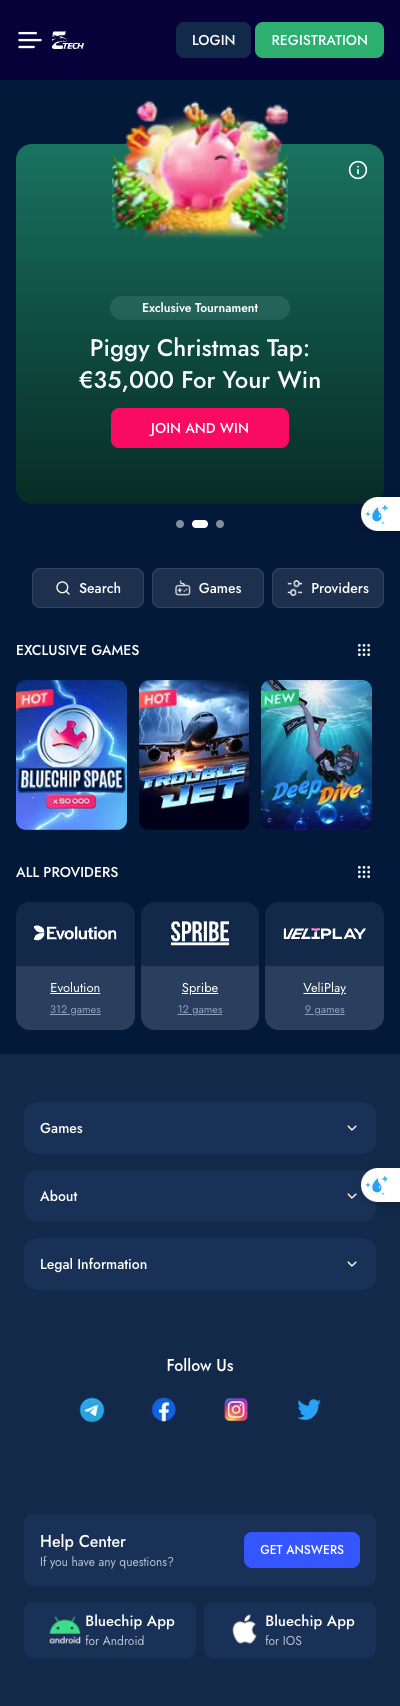 TECH
LOGIN
REGISTRATION
Exclusive Tournament
Piggy Christmas Tap:
€35,000 For Your Win
JOIN AND WIN
Search
Games
Providers
EXCLUSIVE GAMES
HOT
BLUECHIP SPACE
x50 000
HOT
TROUBLE
JET
NEW
Deep Dive
ALL PROVIDERS
Evolution
SPRIBE
VELIPLAY
Evolution
312 games
Spribe
12 games
VeliPlay
9 games
Games
About
Legal Information
Follow Us
Help Center
If you have any questions?
GET ANSWERS
android
Bluechip App
for Android
Bluechip App
for IOS